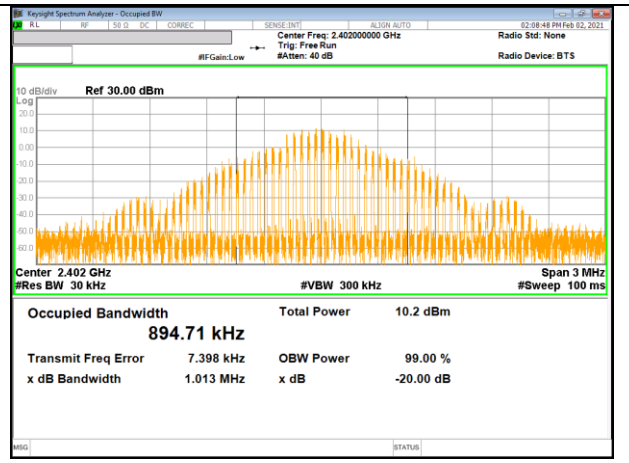 Keysight Spectrum Analyzer - Occupied BW
RL RF 50 Ω DC CORREC SENSE:INT ALIGN AUTO 02:08:48 PM Feb 02, 2021
Center Freq: 2.402000000 GHz Radio Std: None
Trig: Free Run
#IFGain:Low #Atten: 40 dB Radio Device: BTS
10 dB/div Ref 30.00 dBm
Log
20.0
10.0
0.00
-10.0
-20.0
-30.0
-40.0
-50.0
-60.0
Center 2.402 GHz Span 3 MHz
#Res BW 30 kHz #VBW 300 kHz #Sweep 100 ms
Occupied Bandwidth Total Power 10.2 dBm
894.71 kHz
Transmit Freq Error 7.398 kHz OBW Power 99.00 %
x dB Bandwidth 1.013 MHz x dB -20.00 dB
MSG STATUS